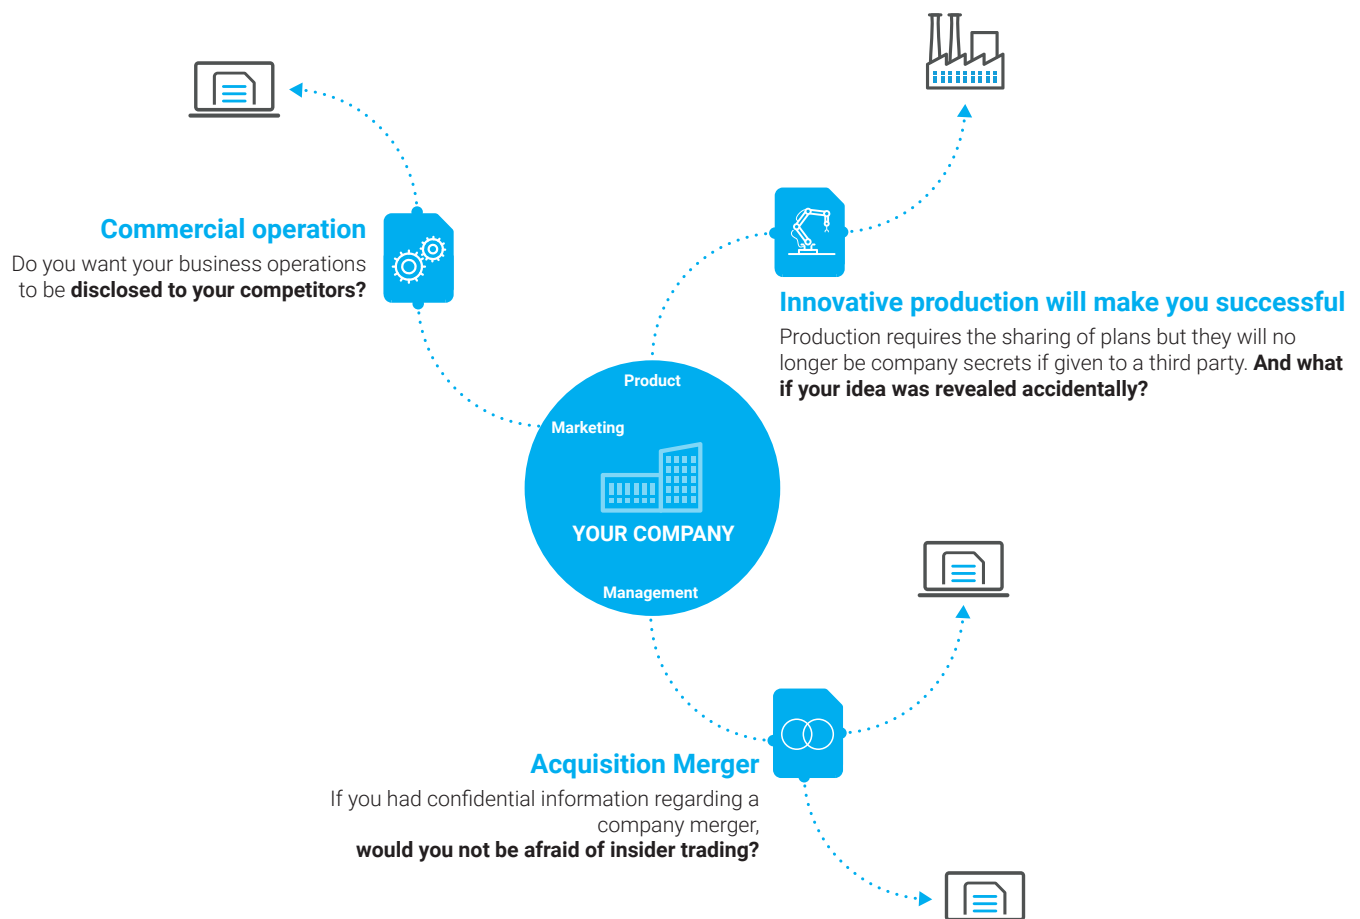 Commercial operation
Do you want your business operations
to be disclosed to your competitors?
Innovative production will make you successful
Production requires the sharing of plans but they will no
longer be company secrets if given to a third party. And what
if your idea was revealed accidentally?
Product
Marketing
YOUR COMPANY
Management
Acquisition Merger
If you had confidential information regarding a
company merger,
would you not be afraid of insider trading?